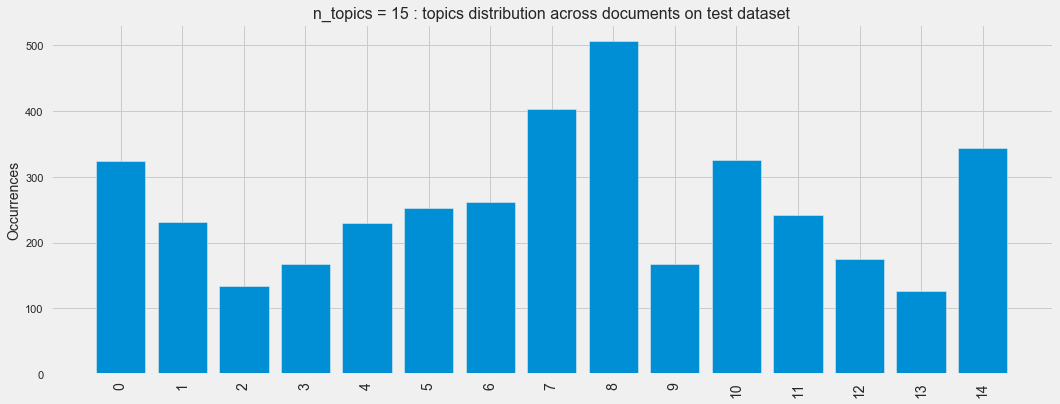 n_topics = 15 : topics distribution across documents on test dataset
Occurrences
500
400
300
200
100
0
0 1 2 3 4 5 6 7 8 9 10 11 12 13 14